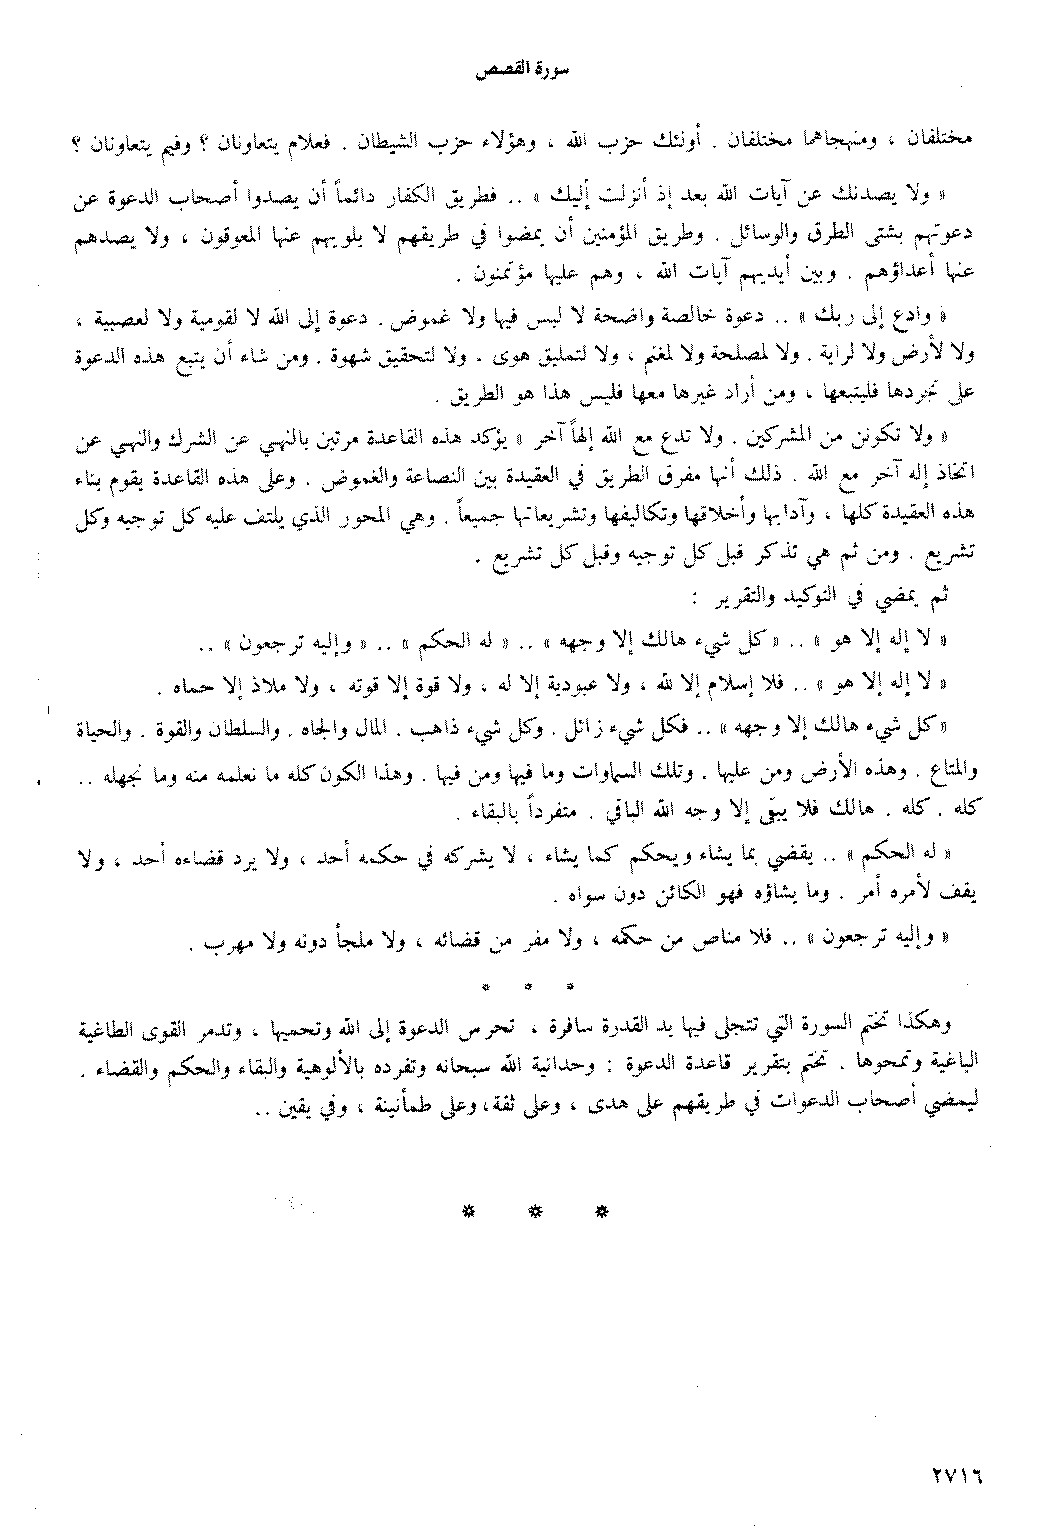 سورة القصص
مختلفان ، ومنهجاهما مختلفان . أولئك حزب الله ، وهؤلاء حزب الشيطان . فعلام يتعاونان ؟ وفيم يتعاونان ؟
« ولا يصدنك عن آيات الله بعد إذ أنزلت إليك » .. فطريق الكفار دائماً أن يصدوا أصحاب الدعوة عن
دعوتهم بشتى الطرق والوسائل . وطريق المؤمنين أن يمضوا في طريقهم لا يلويهم عنها المعوقون ، ولا يصدهم
عنها أعداؤهم . وبين أيديهم آيات الله ، وهم عليها مؤتمنون .
« وادع إلى ربك » .. دعوة خالصة واضحة لا لبس فيها ولا غموض . دعوة إلى الله لا لقومية ولا لعصبية ،
ولا لأرض ولا لراية . ولا لمصلحة ولا لمغنم ، ولا لتمليق هوى . ولا لتحقيق شهوة . ومن شاء أن يتبع هذه الدعوة
على تجردها فليتبعها ، ومن أراد غيرها معها فليس هذا هو الطريق .
« ولا تكونن من المشركين . ولا تدع مع الله إلهاً آخر » يؤكد هذه القاعدة مرتين بالنهي عن الشرك والنهي عن
اتخاذ إله آخر مع الله . ذلك أنها مفرق الطريق في العقيدة بين النصاعة والغموض . وعلى هذه القاعدة يقوم بناء
هذه العقيدة كلها ، وآدابها وأخلاقها وتكاليفها وتشريعاتها جميعاً . وهي المحور الذي يلتف عليه كل توجيه وكل
تشريع . ومن ثم هي تذكر قبل كل توجيه وقبل كل تشريع .
ثم يمضي في التوكيد والتقرير :
« لا إله إلا هو » .. « كل شيء هالك إلا وجهه » .. « له الحكم » .. « وإليه ترجعون » ..
« لا إله إلا هو » .. فلا إسلام إلا لله ، ولا عبودية إلا له ، ولا قوة إلا قوته ، ولا ملاذ إلا حماه .
« كل شيء هالك إلا وجهه » .. فكل شيء زائل . وكل شيء ذاهب . المال والجاه . والسلطان والقوة . والحياة
والمتاع . وهذه الأرض ومن عليها . وتلك السماوات وما فيها ومن فيها . وهذا الكون كله ما نعلمه منه وما نجهله ..
كله . كله . هالك فلا يبقى إلا وجه الله الباقي . متفرداً بالبقاء .
« له الحكم » .. يقضي بما يشاء ويحكم كما يشاء ، لا يشركه في حكمه أحد ، ولا يرد قضاءه أحد ، ولا
يقف لأمره أمر . وما يشاؤه فهو الكائن دون سواه .
« وإليه ترجعون » .. فلا مناص من حكمه ، ولا مفر من قضائه ، ولا ملجأ دونه ولا مهرب .
* * *
وهكذا تختم السورة التي تتجلى فيها يد القدرة سافرة ، تحرس الدعوة إلى الله وتحميها ، وتدمر القوى الطاغية
الباغية وتمحوها . تختم بتقرير قاعدة الدعوة : وحدانية الله سبحانه وتفرده بالألوهية والبقاء والحكم والقضاء .
ليمضي أصحاب الدعوات في طريقهم على هدى ، وعلى ثقة، وعلى طمأنينة ، وفي يقين ..
* * *
٢٧١٦